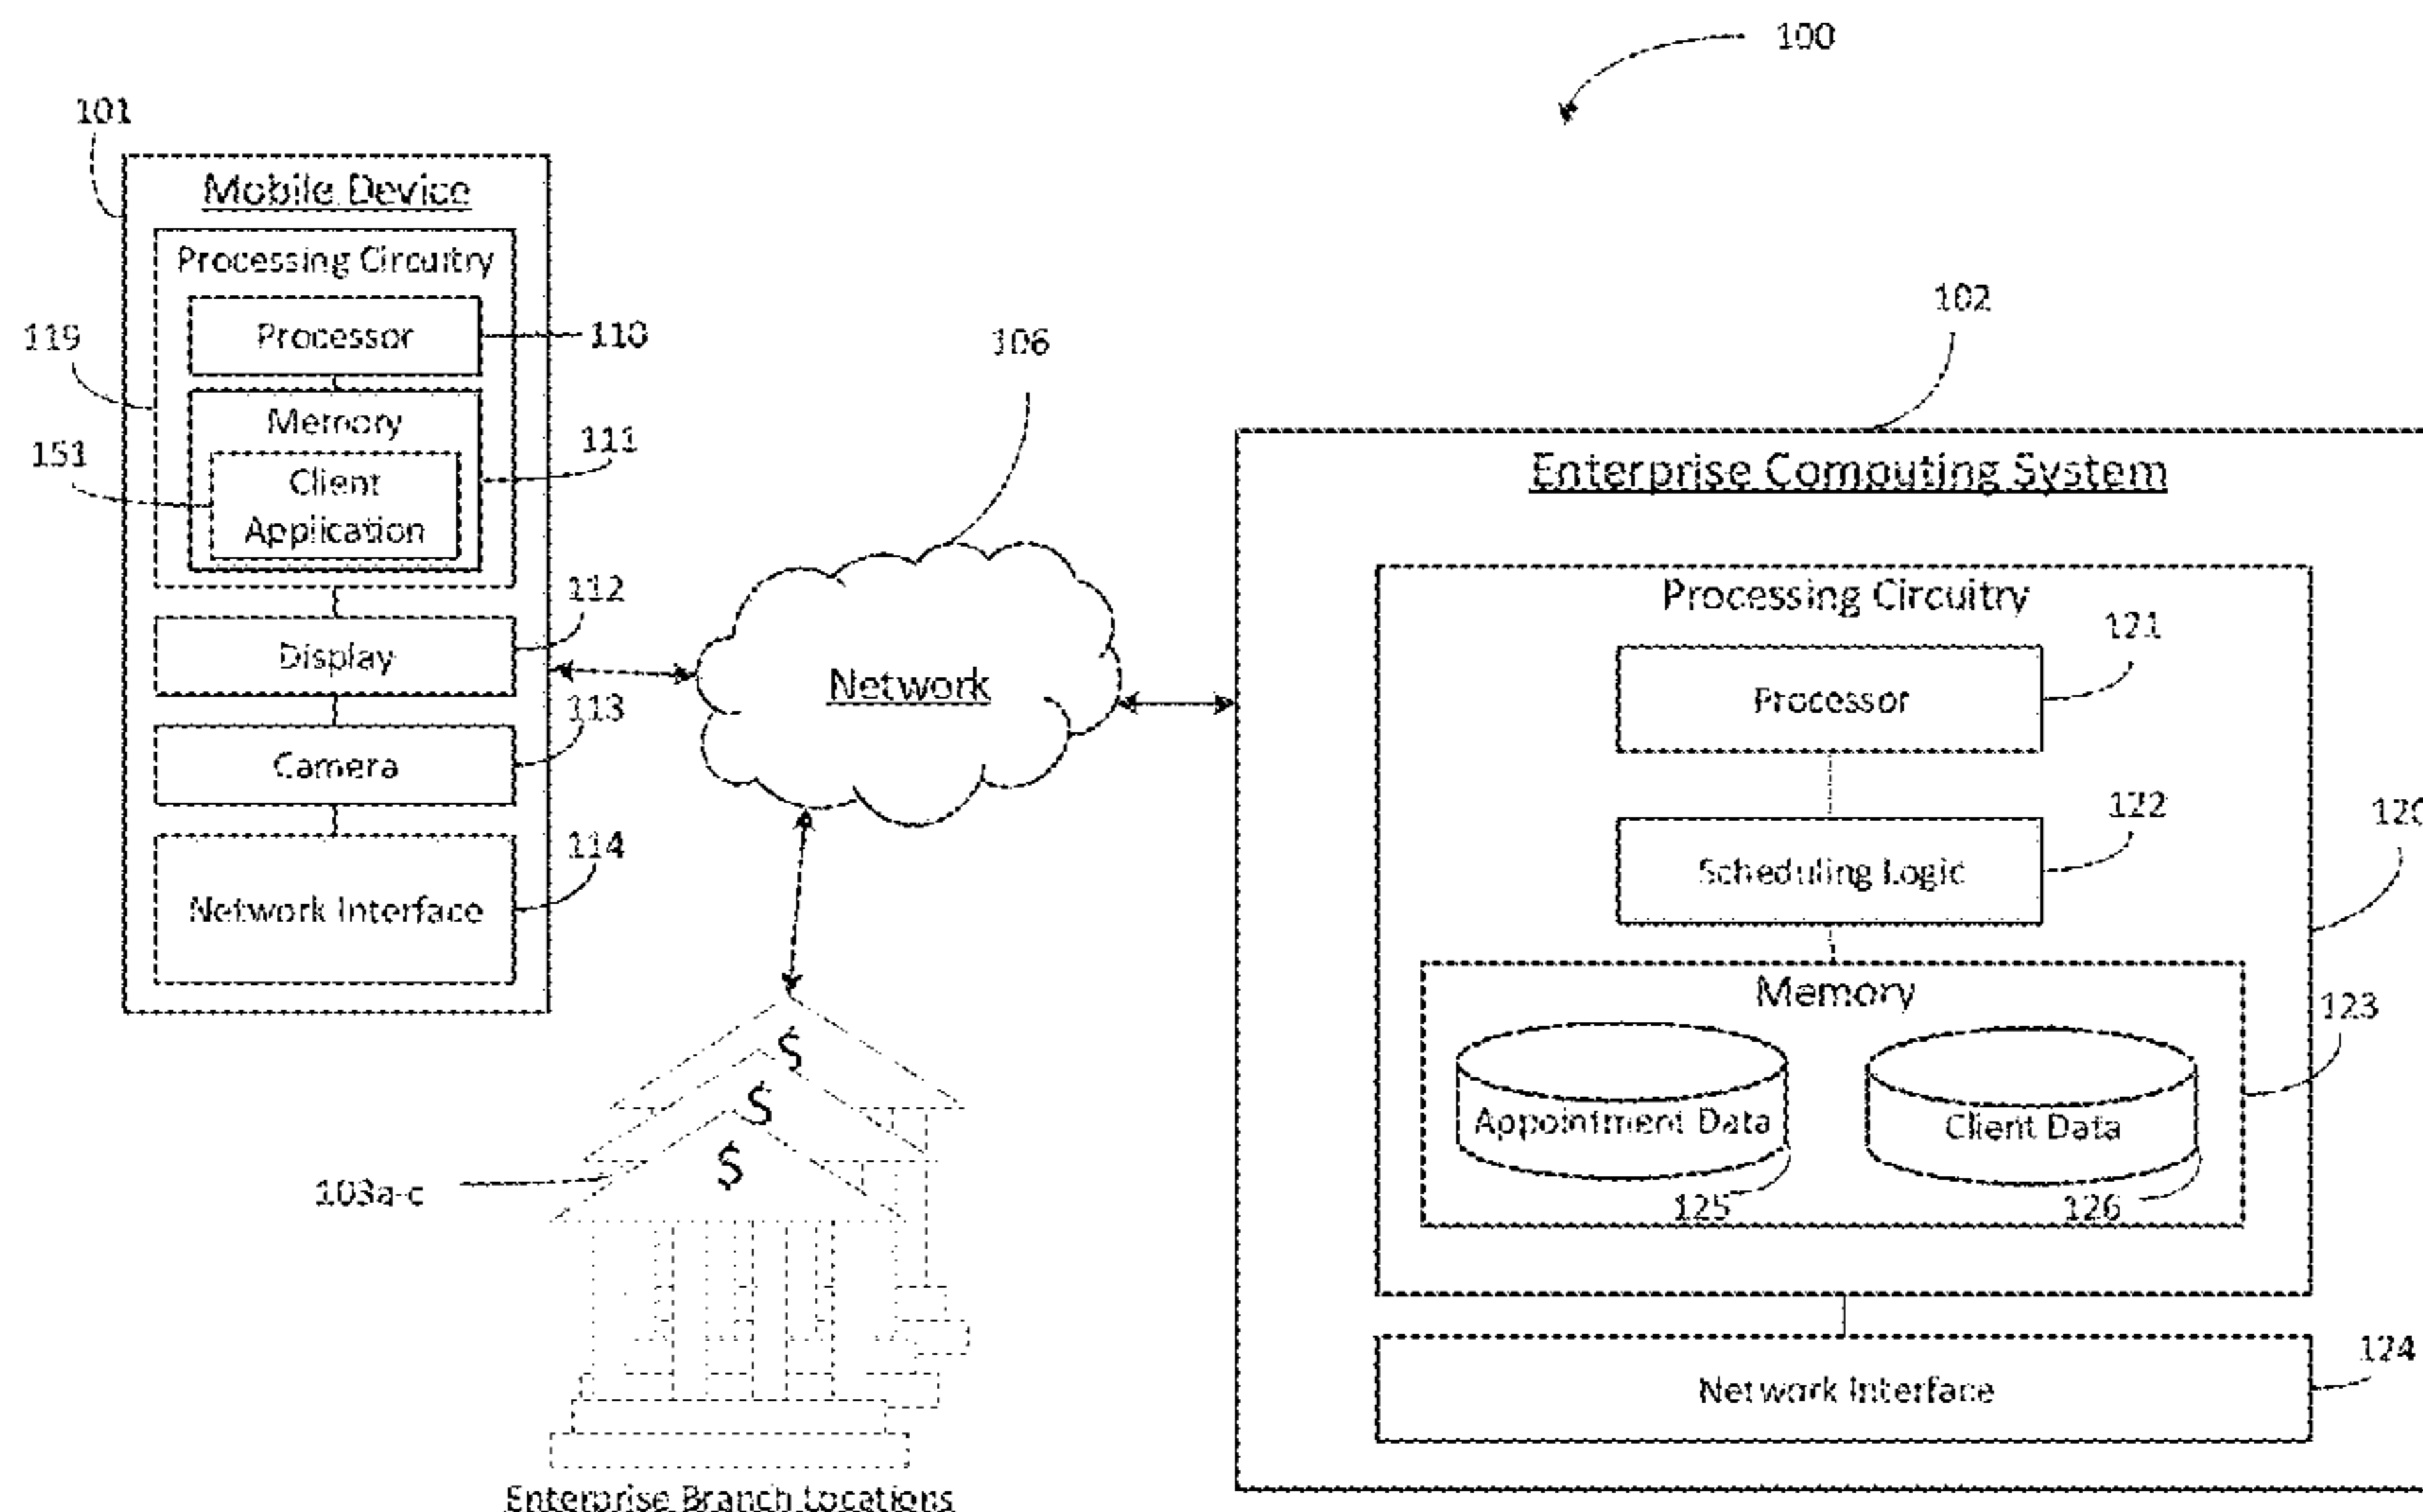 100
101
Mobile Device
Processing Circuitry
Processor
110
119
Memory
111
151
Client
Application
112
Display
113
Camera
114
Network Interface
106
Network
$
$
$
103a-c
Enterprise Branch Locations
102
Enterprise Computing System
Processing Circuitry
121
Processor
122
Scheduling Logic
120
Memory
123
Appointment Data
Client Data
125
126
124
Network Interface